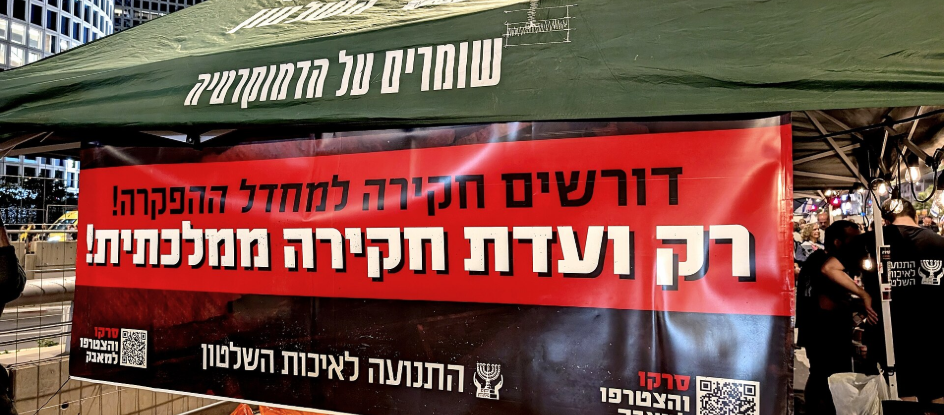 שומרים על הדמוקרטיה
דורשים חקירה למחדל ההפקרה!
רק ועדת חקירה ממלכתית!
סרקו
והצטרפו
למאבק
התנועה לאיכות השלטון
סרקו
והצטרפו
למאבק
התנועה
לאיכות
השלטון